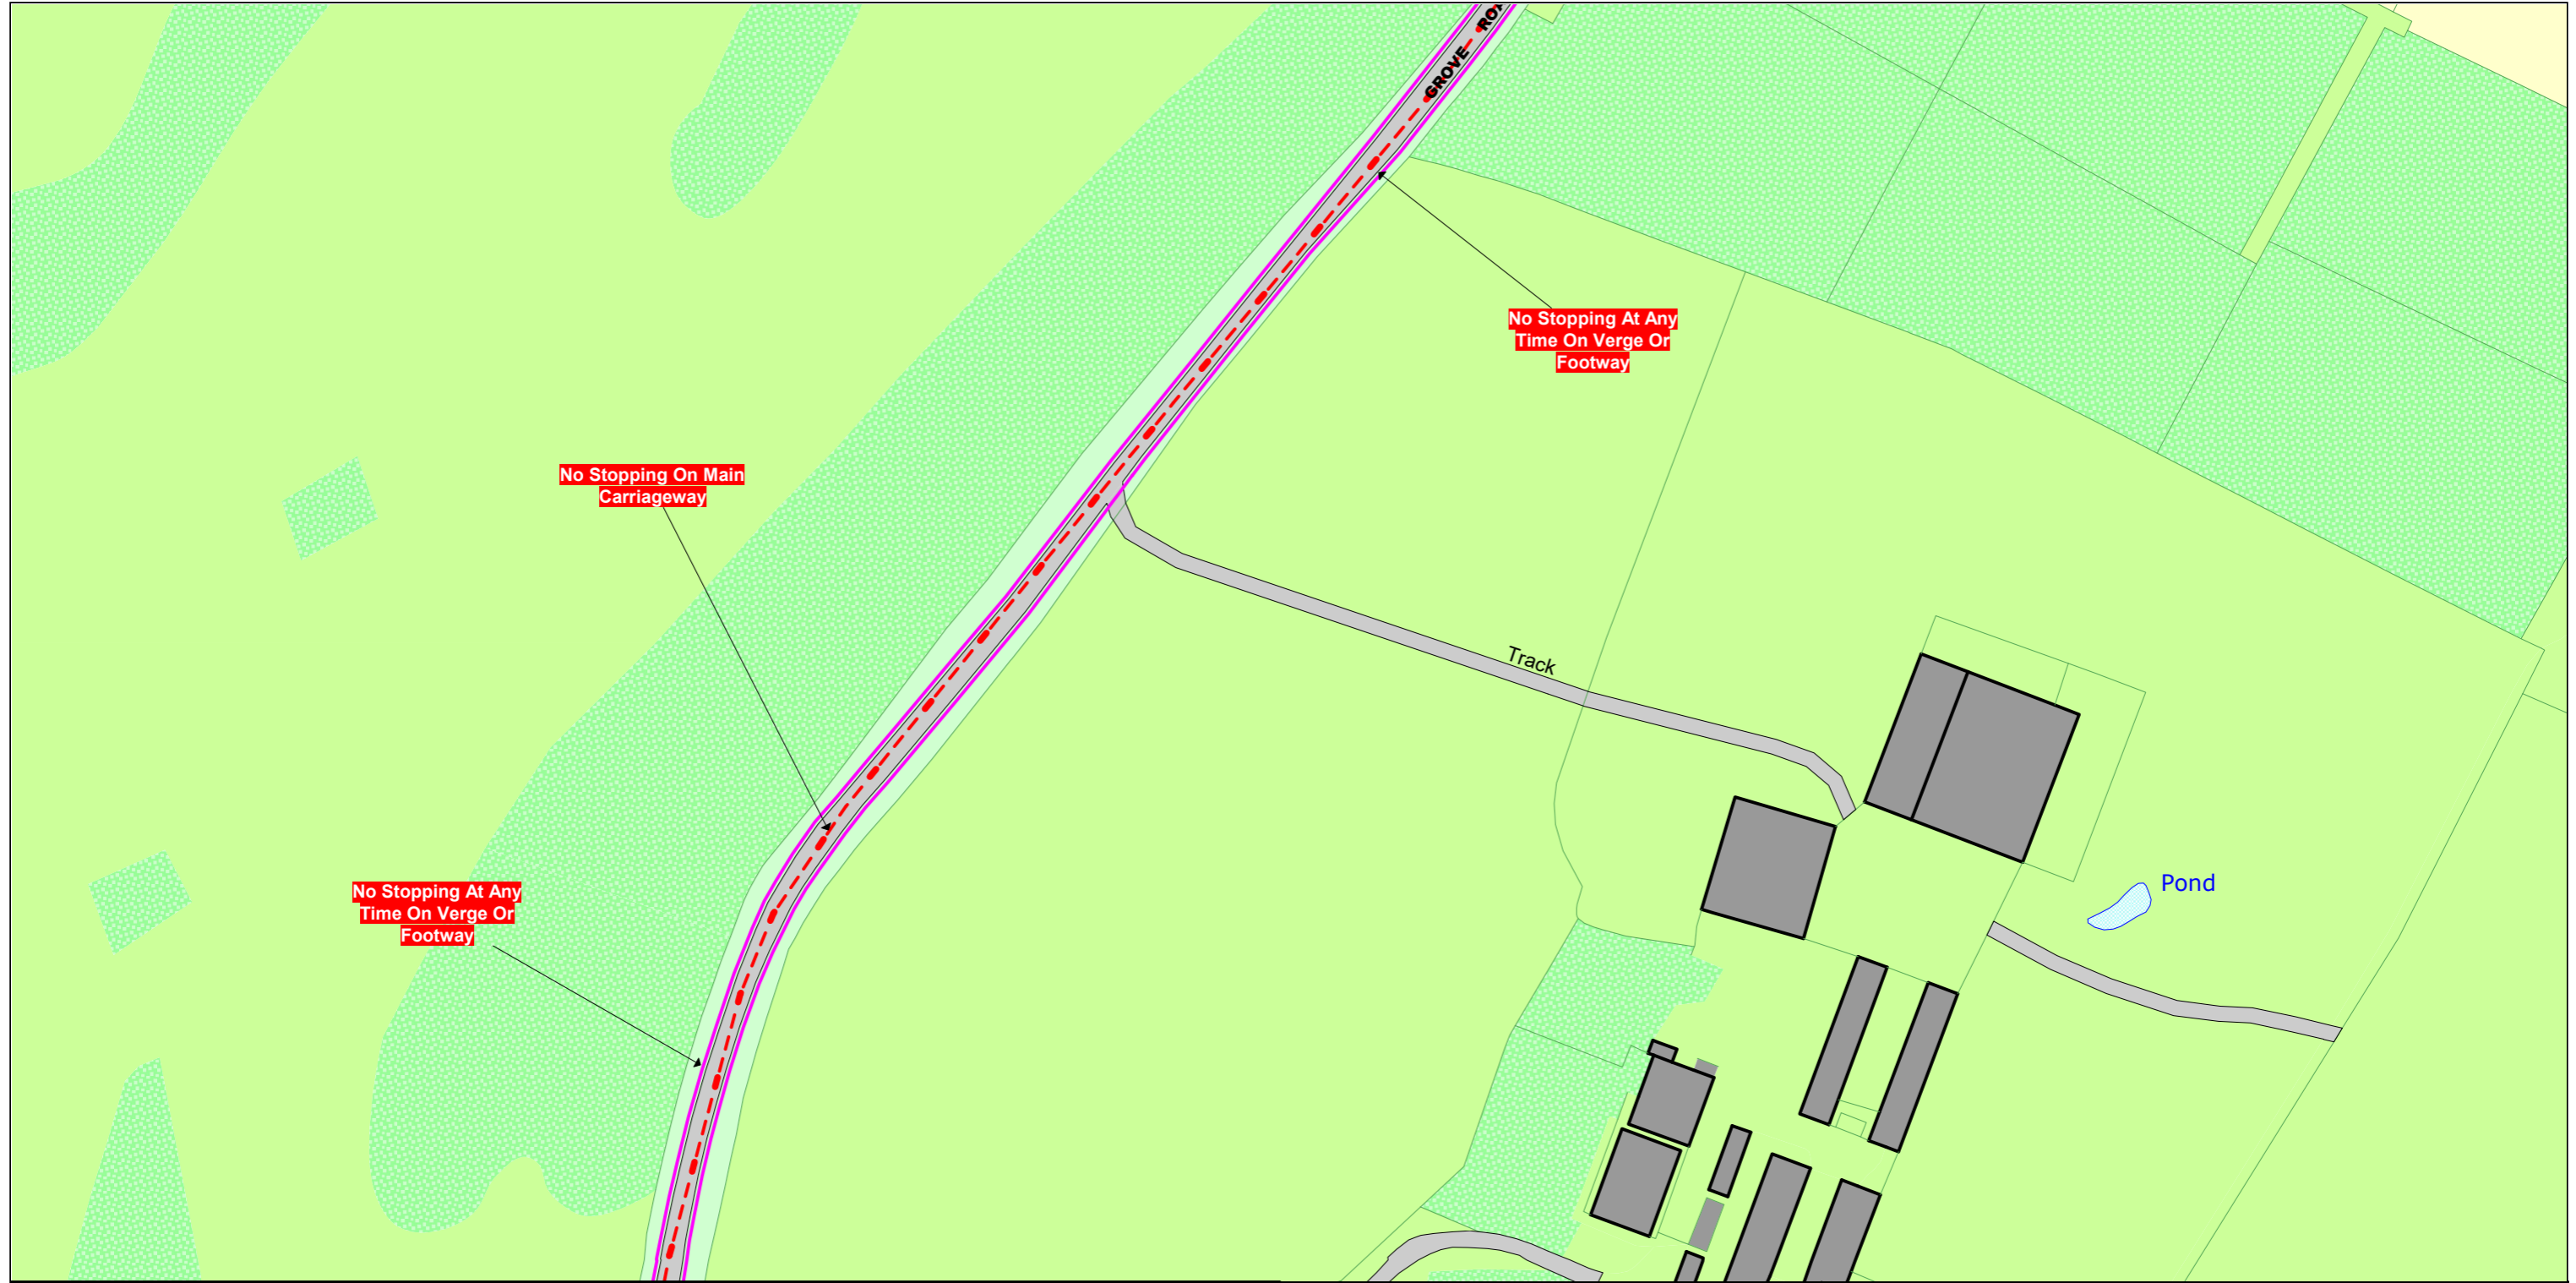 GROVE
No Stopping At Any
Time On Verge Or
Footway
No Stopping On Main
Carriageway
Track
Pond
No Stopping At Any
Time On Verge Or
Footway